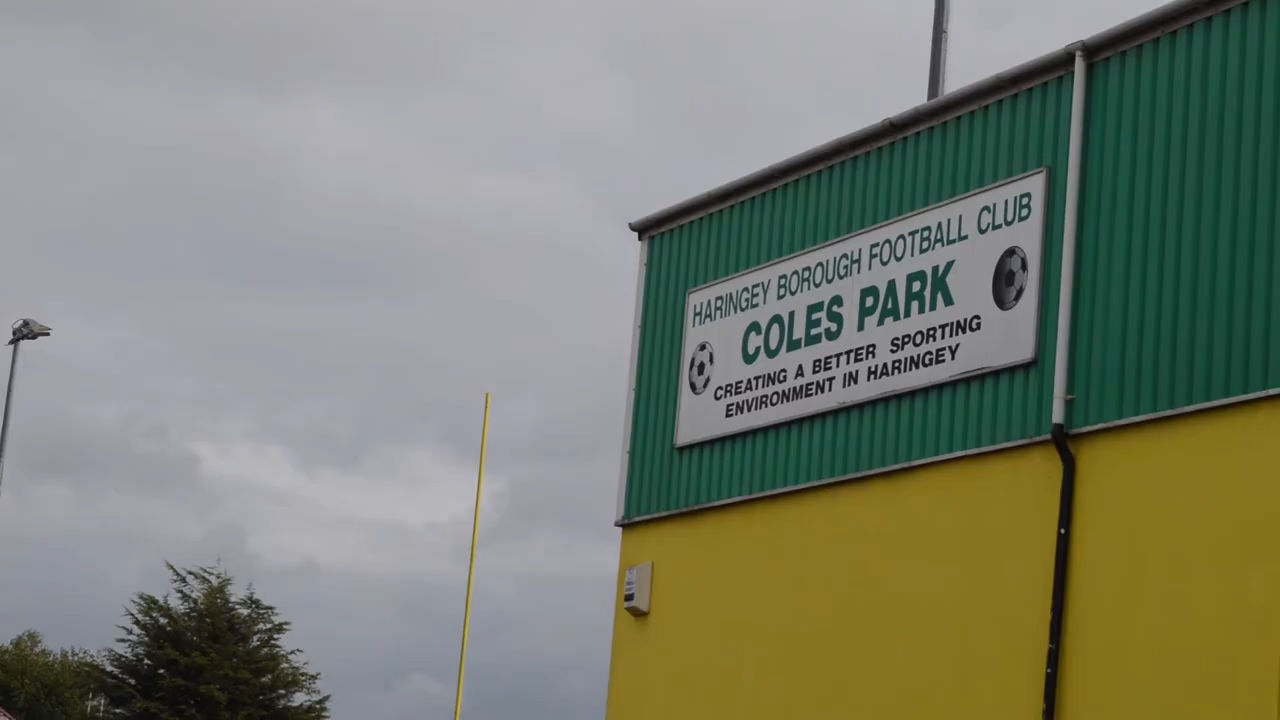 HARINGEY BOROUGH FOOTBALL CLUB
COLES PARK
CREATING A BETTER SPORTING
ENVIRONMENT IN HARINGEY